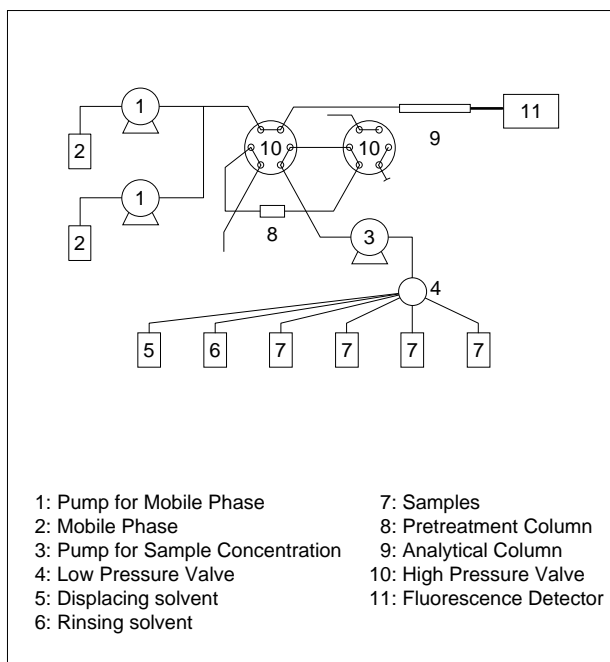 1
11
10
10
2
9
1
3
8
2
4
5
6
7
7
7
7
1: Pump for Mobile Phase
2: Mobile Phase
3: Pump for Sample Concentration
4: Low Pressure Valve
5: Displacing solvent
6: Rinsing solvent
7: Samples
8: Pretreatment Column
9: Analytical Column
10: High Pressure Valve
11: Fluorescence Detector